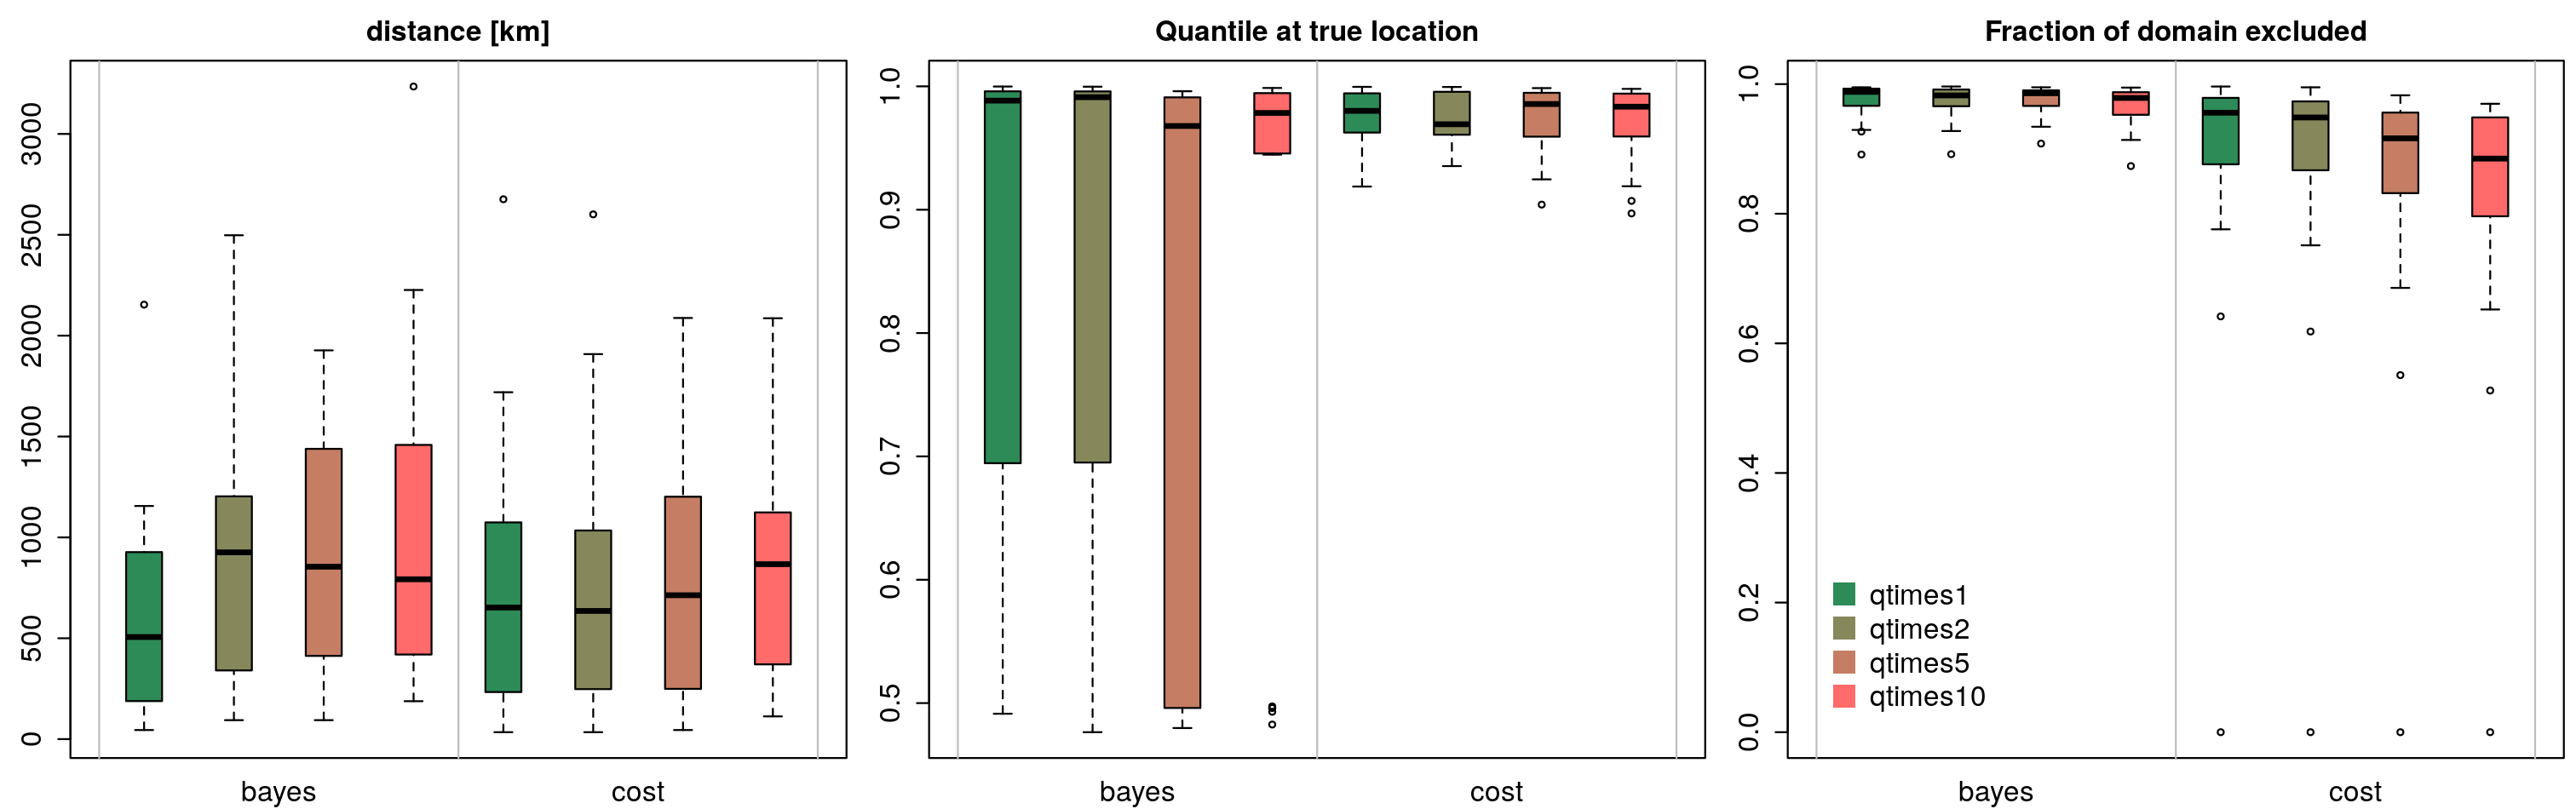 distance [km]
0
500
1000
1500
2000
2500
3000
bayes
cost
Quantile at true location
0.5
0.6
0.7
0.8
0.9
1.0
bayes
cost
Fraction of domain excluded
0.0
0.2
0.4
0.6
0.8
1.0
qtimes1
qtimes2
qtimes5
qtimes10
bayes
cost